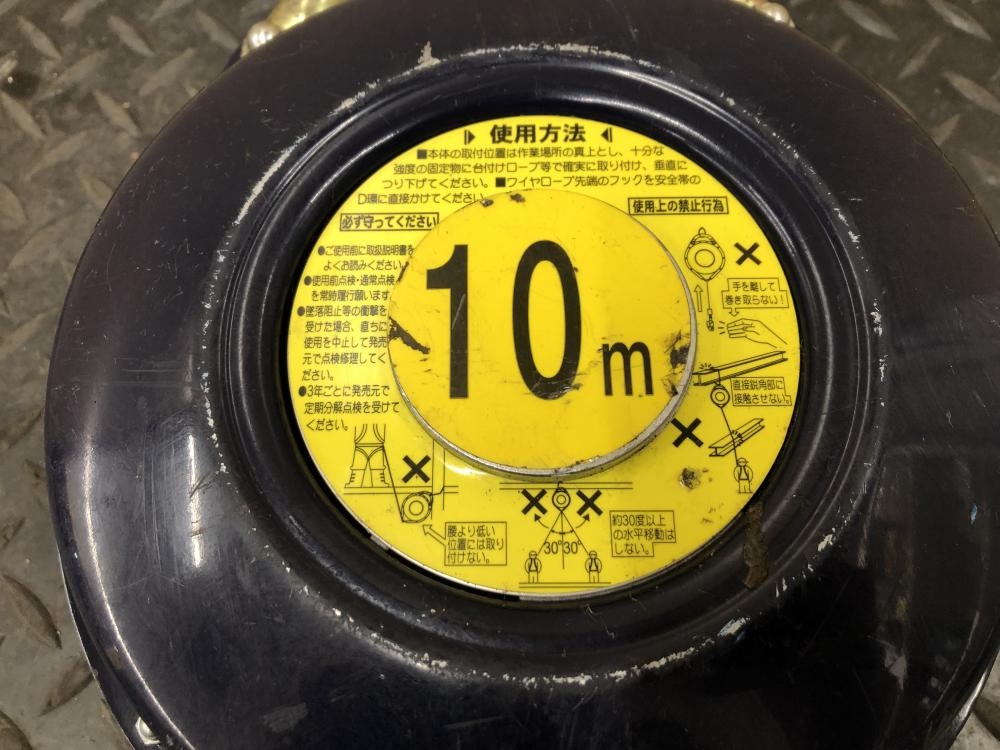 使用方法
■本体の取付位置は作業場所の真上とし、十分な
強度の固定物に台付けロープ等で確実に取り付け、垂直に
つり下げてください。■ワイヤロープ先端のフックを安全帯の
D環に直接かけてください。
必ず守ってください
使用上の禁止行為
●ご使用前に取扱説明書を
よくお読みください。
●使用前点検・通常点検
を常時履行願います。
●墜落阻止等の衝撃を
受けた場合、直ちに
使用を中止して発売
元で点検修理してく
ださい。
●3年ごとに発売元で
定期分解点検を受けて
ください。
10m
手を離して
巻き取らない!
直接鋭角部に
接触させない。
腰より低い
位置には取り
付けない。
30°30°
約30度以上
の水平移動は
しない。